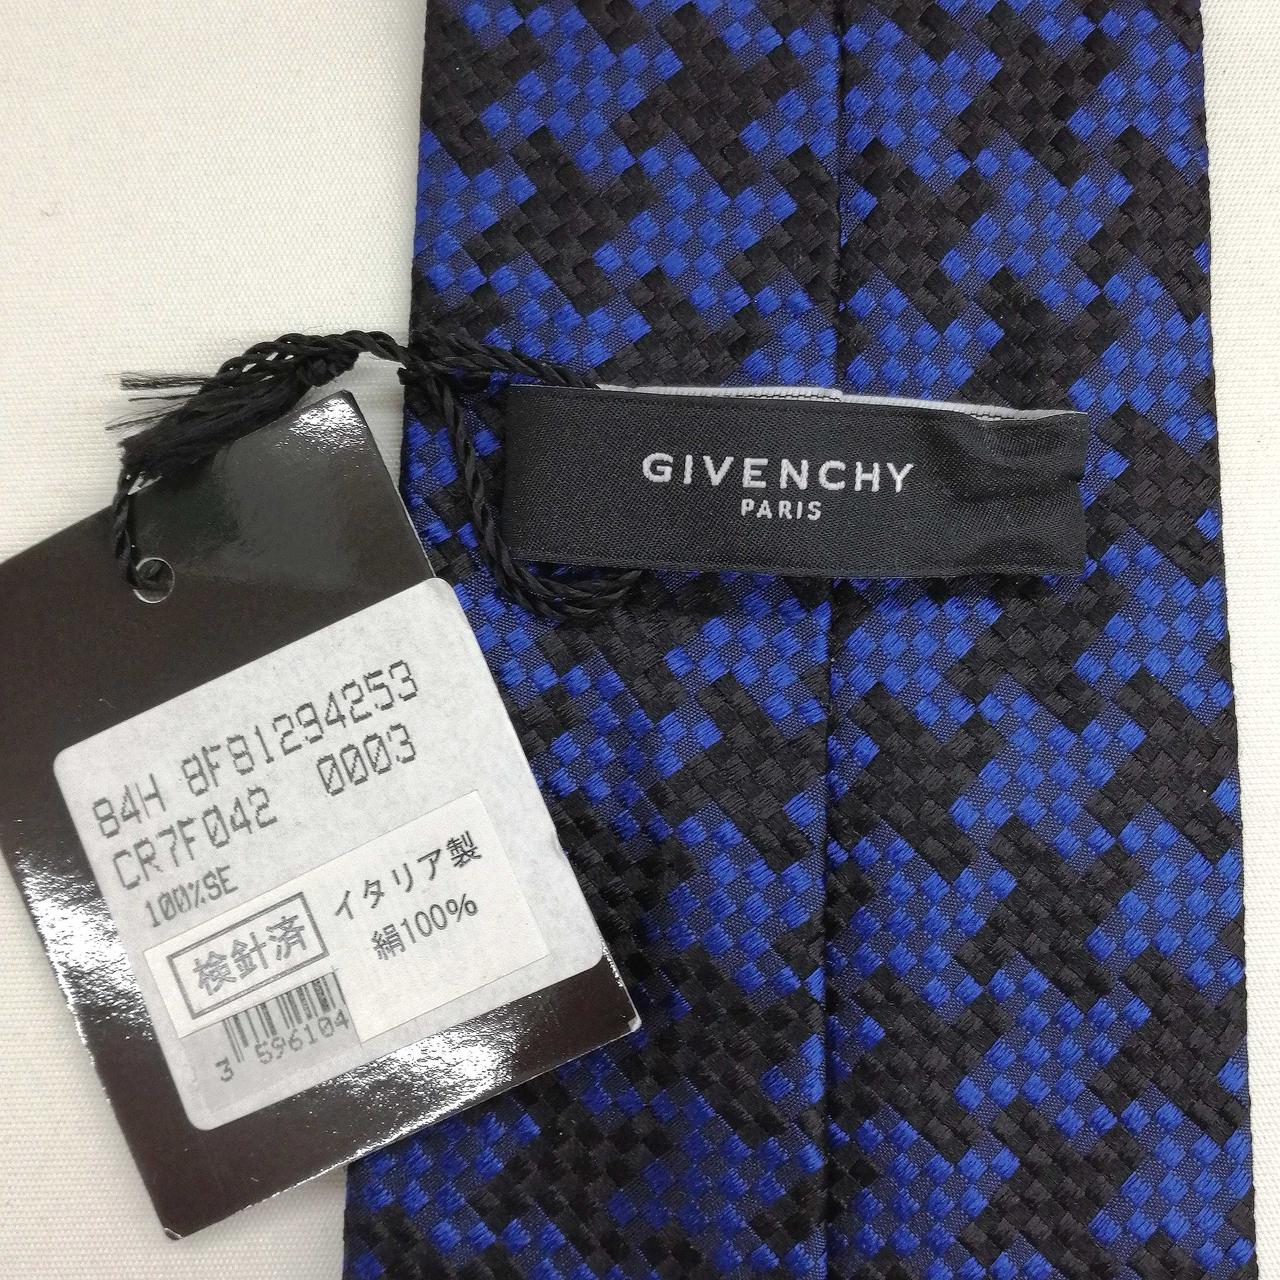 GIVENCHY
PARIS
84H 8F81294253
CR7F042 0003
100%SE
イタリア製
絹100%
検針済
3 596104